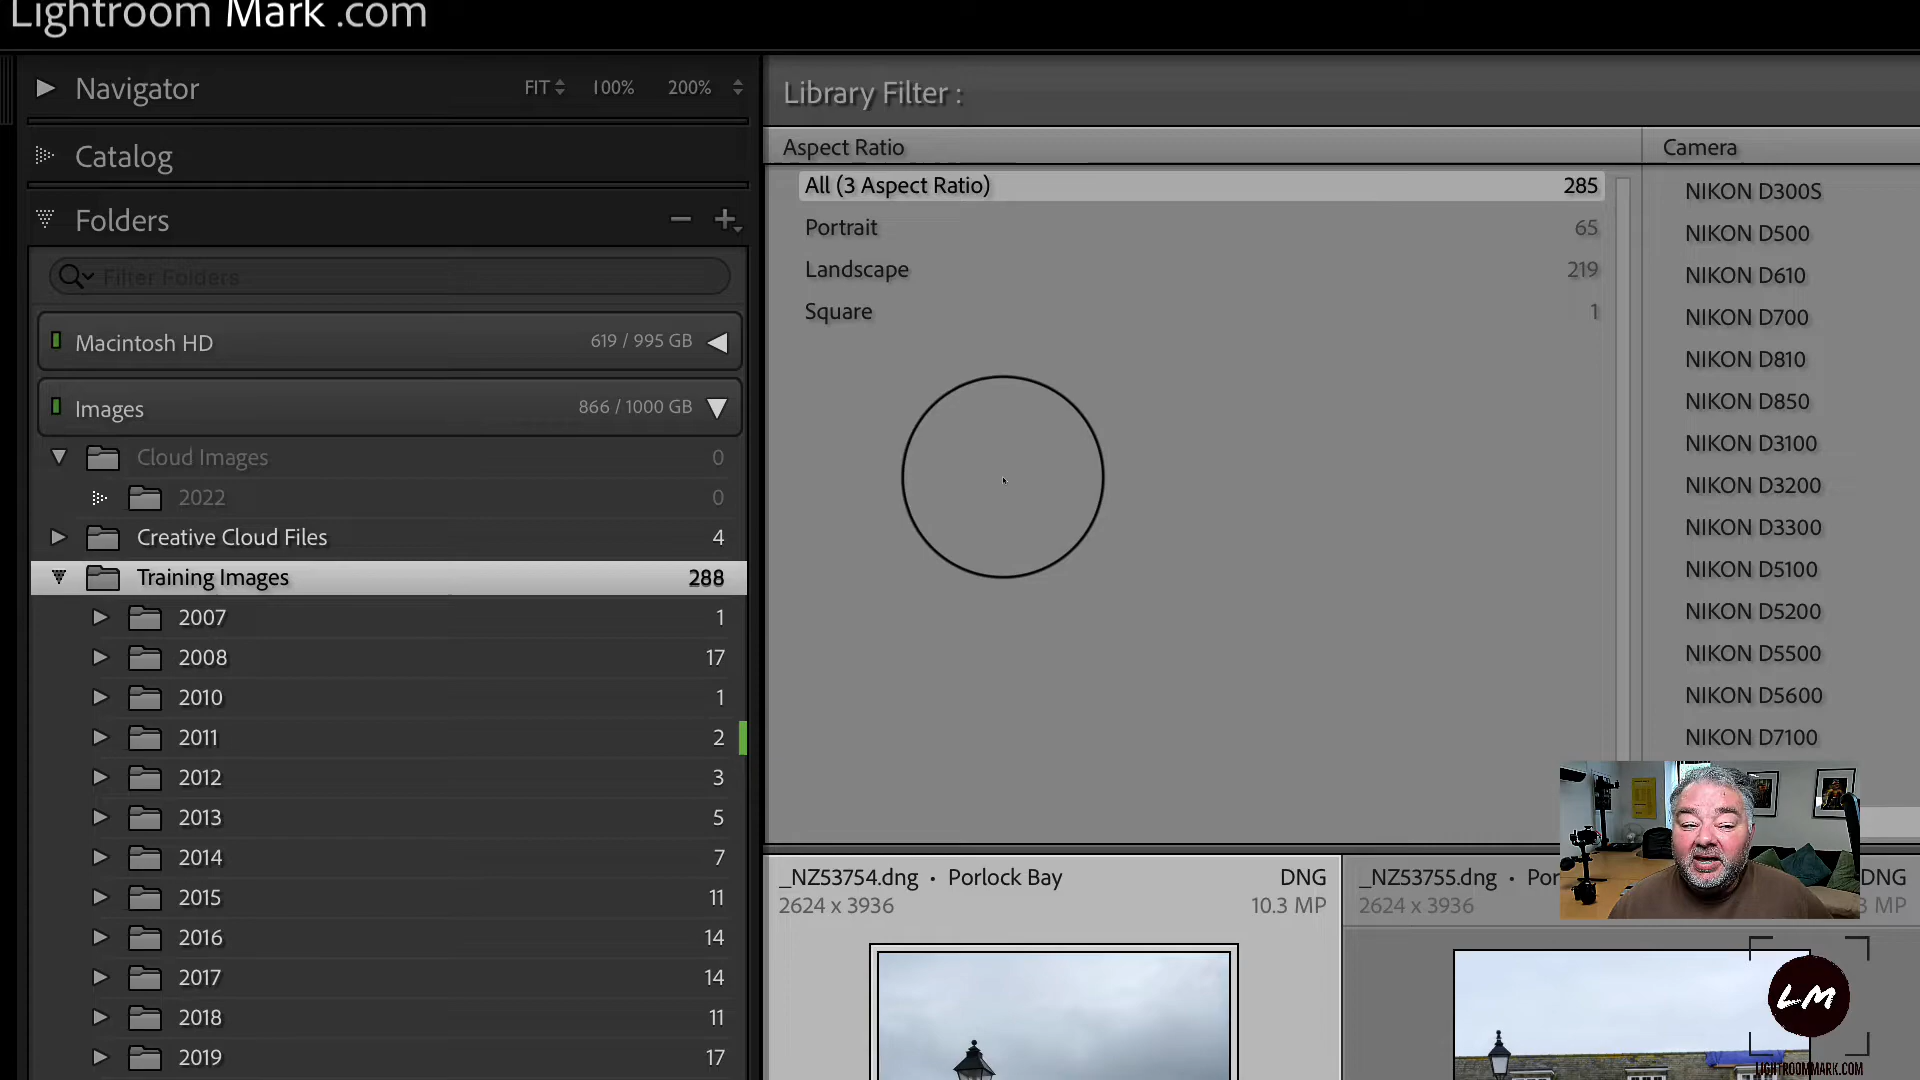 Lightroom Mark .com
Navigator FIT 100% 200%
Catalog
Folders
Filter Folders
Macintosh HD 619 / 995 GB
Images 866 / 1000 GB
Cloud Images 0
2022 0
Creative Cloud Files 4
Training Images 288
2007 1
2008 17
2010 1
2011 2
2012 3
2013 5
2014 7
2015 11
2016 14
2017 14
2018 11
2019 17
Library Filter :
Aspect Ratio
All (3 Aspect Ratio) 285
Portrait 65
Landscape 219
Square 1
Camera
NIKON D300S
NIKON D500
NIKON D610
NIKON D700
NIKON D810
NIKON D850
NIKON D3100
NIKON D3200
NIKON D3300
NIKON D5100
NIKON D5200
NIKON D5500
NIKON D5600
NIKON D7100
_NZ53754.dng • Porlock Bay DNG
2624 x 3936 10.3 MP
_NZ53755.dng • Por DNG
2624 x 3936 3 MP
LM
LIGHTROOMMARK.COM